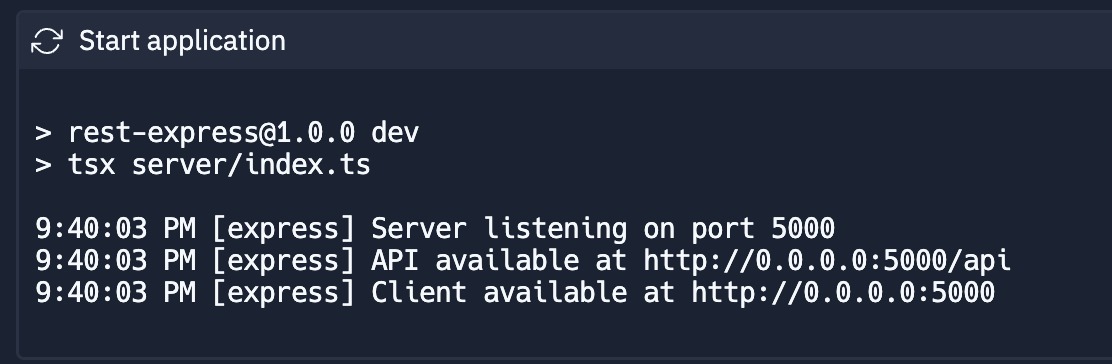 Start application
> rest-express@1.0.0 dev
> tsx server/index.ts
9:40:03 PM [express] Server listening on port 5000
9:40:03 PM [express] API available at http://0.0.0.0:5000/api
9:40:03 PM [express] Client available at http://0.0.0.0:5000